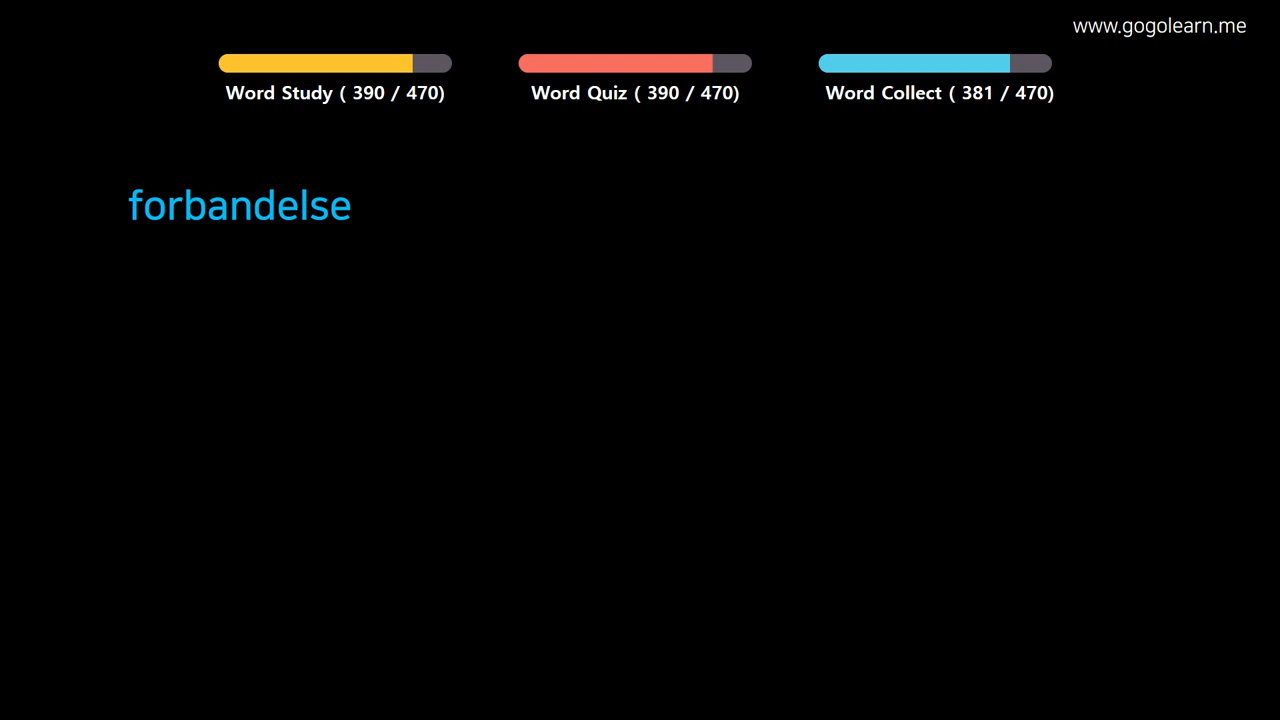 www.gogolearn.me
Word Study ( 390 / 470)
Word Quiz ( 390 / 470)
Word Collect ( 381 / 470)
forbandelse